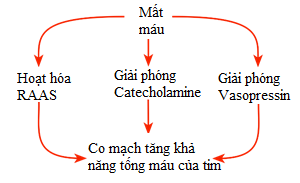 Mất
máu
Hoạt hóa
RAAS
Giải phóng
Catecholamine
Giải phóng
Vasopressin
Co mạch tăng khả
năng tống máu của tim